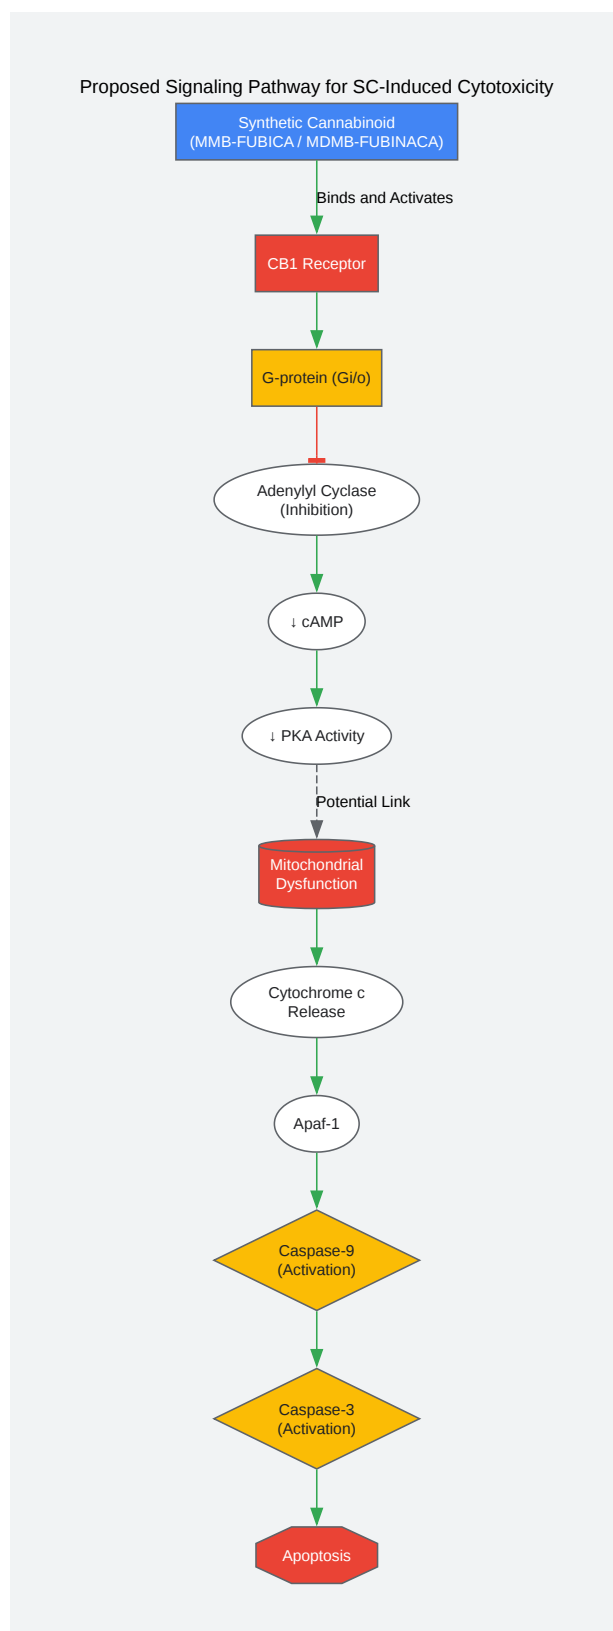 Proposed Signaling Pathway for SC-Induced Cytotoxicity
Synthetic Cannabinoid
(MMB-FUBICA / MDMB-FUBINACA)
Binds and Activates
CB1 Receptor
G-protein (Gi/o)
Adenylyl Cyclase
(Inhibition)
↓ cAMP
↓ PKA Activity
Potential Link
Mitochondrial
Dysfunction
Cytochrome c
Release
Apaf-1
Caspase-9
(Activation)
Caspase-3
(Activation)
Apoptosis